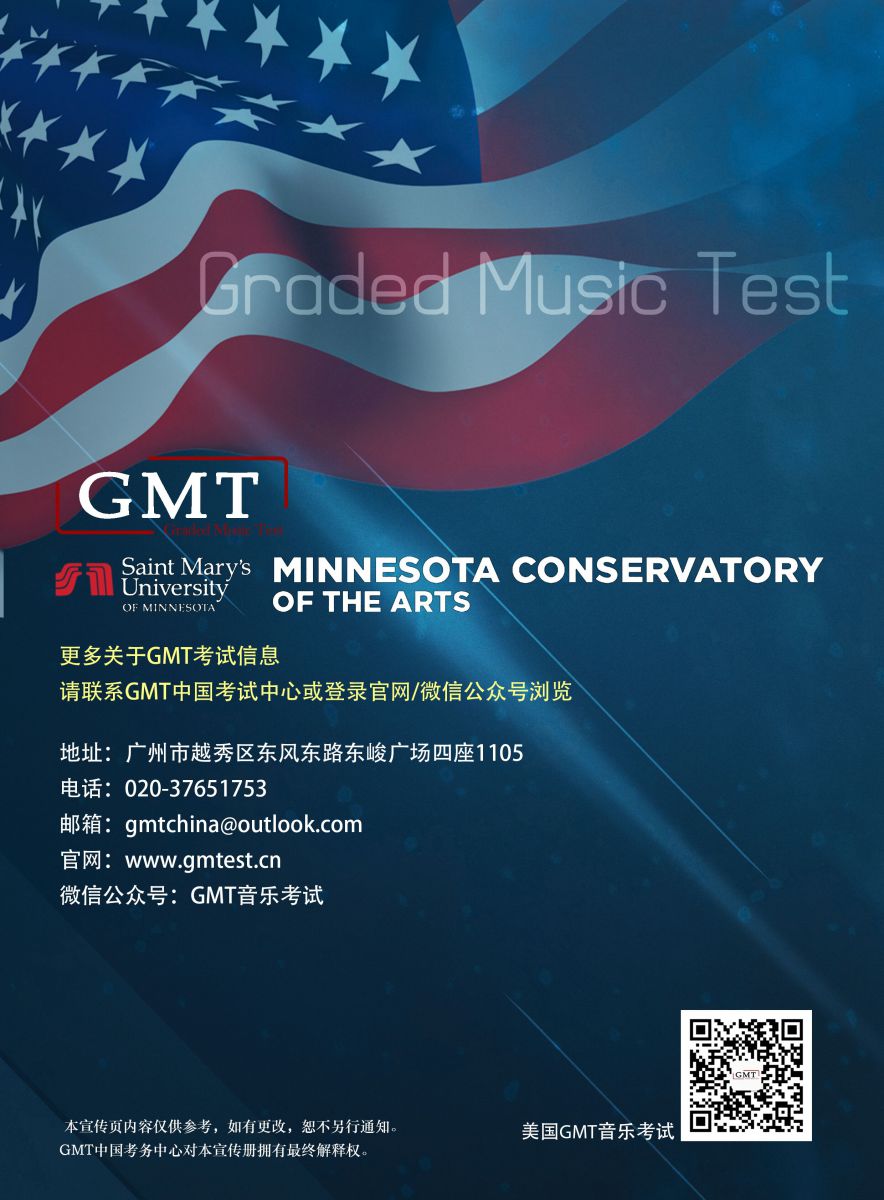 Graded Music Test
GMT
Graded Music Test
Saint Mary's
University
OF MINNESOTA
MINNESOTA CONSERVATORY
OF THE ARTS
更多关于GMT考试信息
请联系GMT中国考试中心或登录官网/微信公众号浏览
地址：广州市越秀区东风东路东峻广场四座1105
电话：020-37651753
邮箱：gmtchina@outlook.com
官网：www.gmtest.cn
微信公众号：GMT音乐考试
GMT
美国GMT音乐考试
本宣传页内容仅供参考，如有更改，恕不另行通知。
GMT中国考务中心对本宣传册拥有最终解释权。